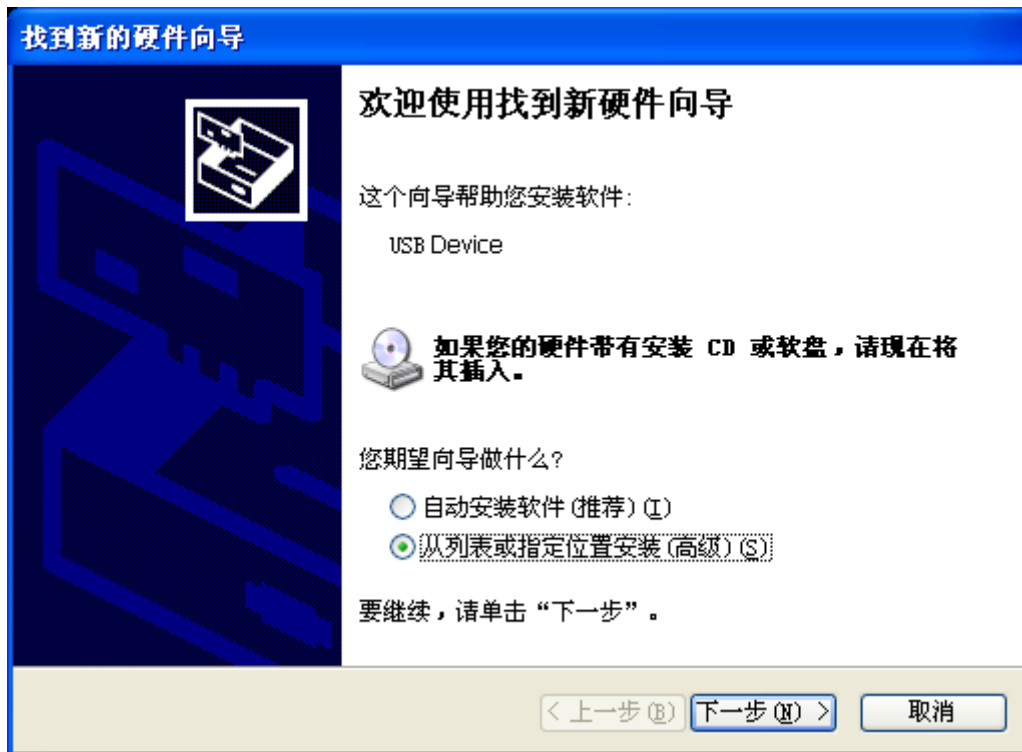 找到新的硬件向导
欢迎使用找到新硬件向导
这个向导帮助您安装软件:
USB Device
如果您的硬件带有安装 CD 或软盘，请现在将
其插入。
您期望向导做什么?
自动安装软件(推荐)(I)
从列表或指定位置安装(高级)(S)
要继续，请单击“下一步”。
< 上一步(B) 下一步(N) > 取消